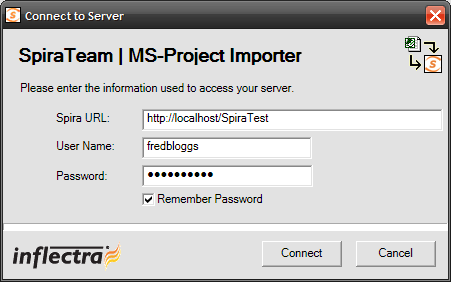 Connect to Server
SpiraTeam | MS-Project Importer
Please enter the information used to access your server.
Spira URL: http://localhost/SpiraTest
User Name: fredbloggs
Password: ●●●●●●●●●●
Remember Password
inflectra
Connect Cancel